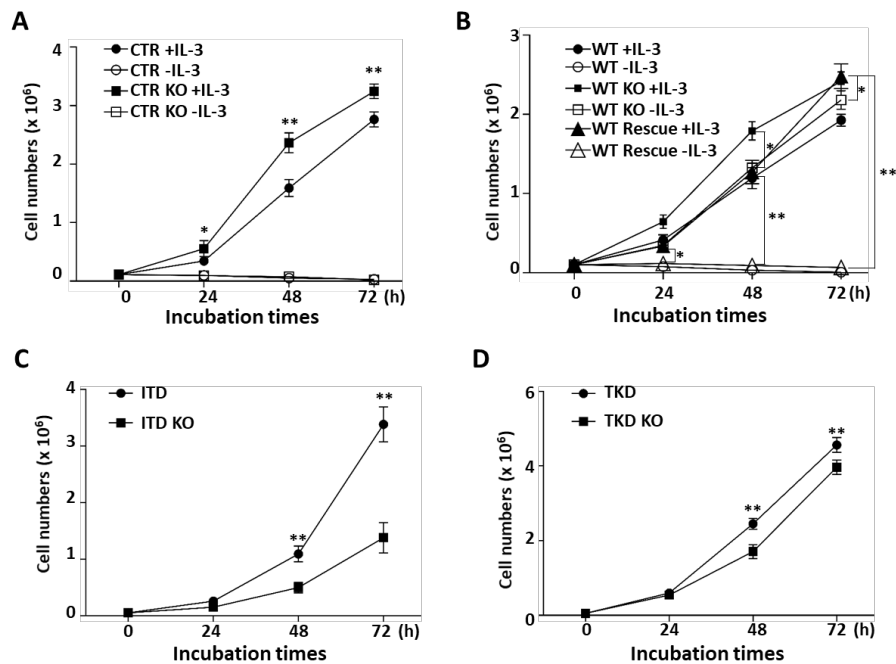 A
CTR +IL-3
CTR -IL-3
CTR KO +IL-3
CTR KO -IL-3
Cell numbers (x 10⁶)
4
3
2
1
0
*
**
**
0 24 48 72 (h)
Incubation times
B
WT +IL-3
WT -IL-3
WT KO +IL-3
WT KO -IL-3
WT Rescue +IL-3
WT Rescue -IL-3
Cell numbers (x 10⁶)
3
2
1
0
*
*
**
*
**
0 24 48 72 (h)
Incubation times
C
ITD
ITD KO
Cell numbers (x 10⁶)
4
3
2
1
0
**
**
0 24 48 72 (h)
Incubation times
D
TKD
TKD KO
Cell numbers (x 10⁶)
6
4
2
0
**
**
0 24 48 72 (h)
Incubation times